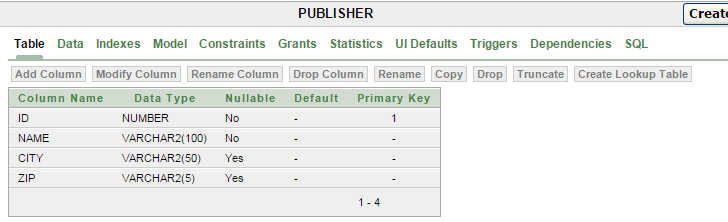 PUBLISHER
Create
Table Data Indexes Model Constraints Grants Statistics UI Defaults Triggers Dependencies SQL
Add Column Modify Column Rename Column Drop Column Rename Copy Drop Truncate Create Lookup Table
Column Name Data Type Nullable Default Primary Key
ID NUMBER No - 1
NAME VARCHAR2(100) No - -
CITY VARCHAR2(50) Yes - -
ZIP VARCHAR2(5) Yes - -
1 - 4